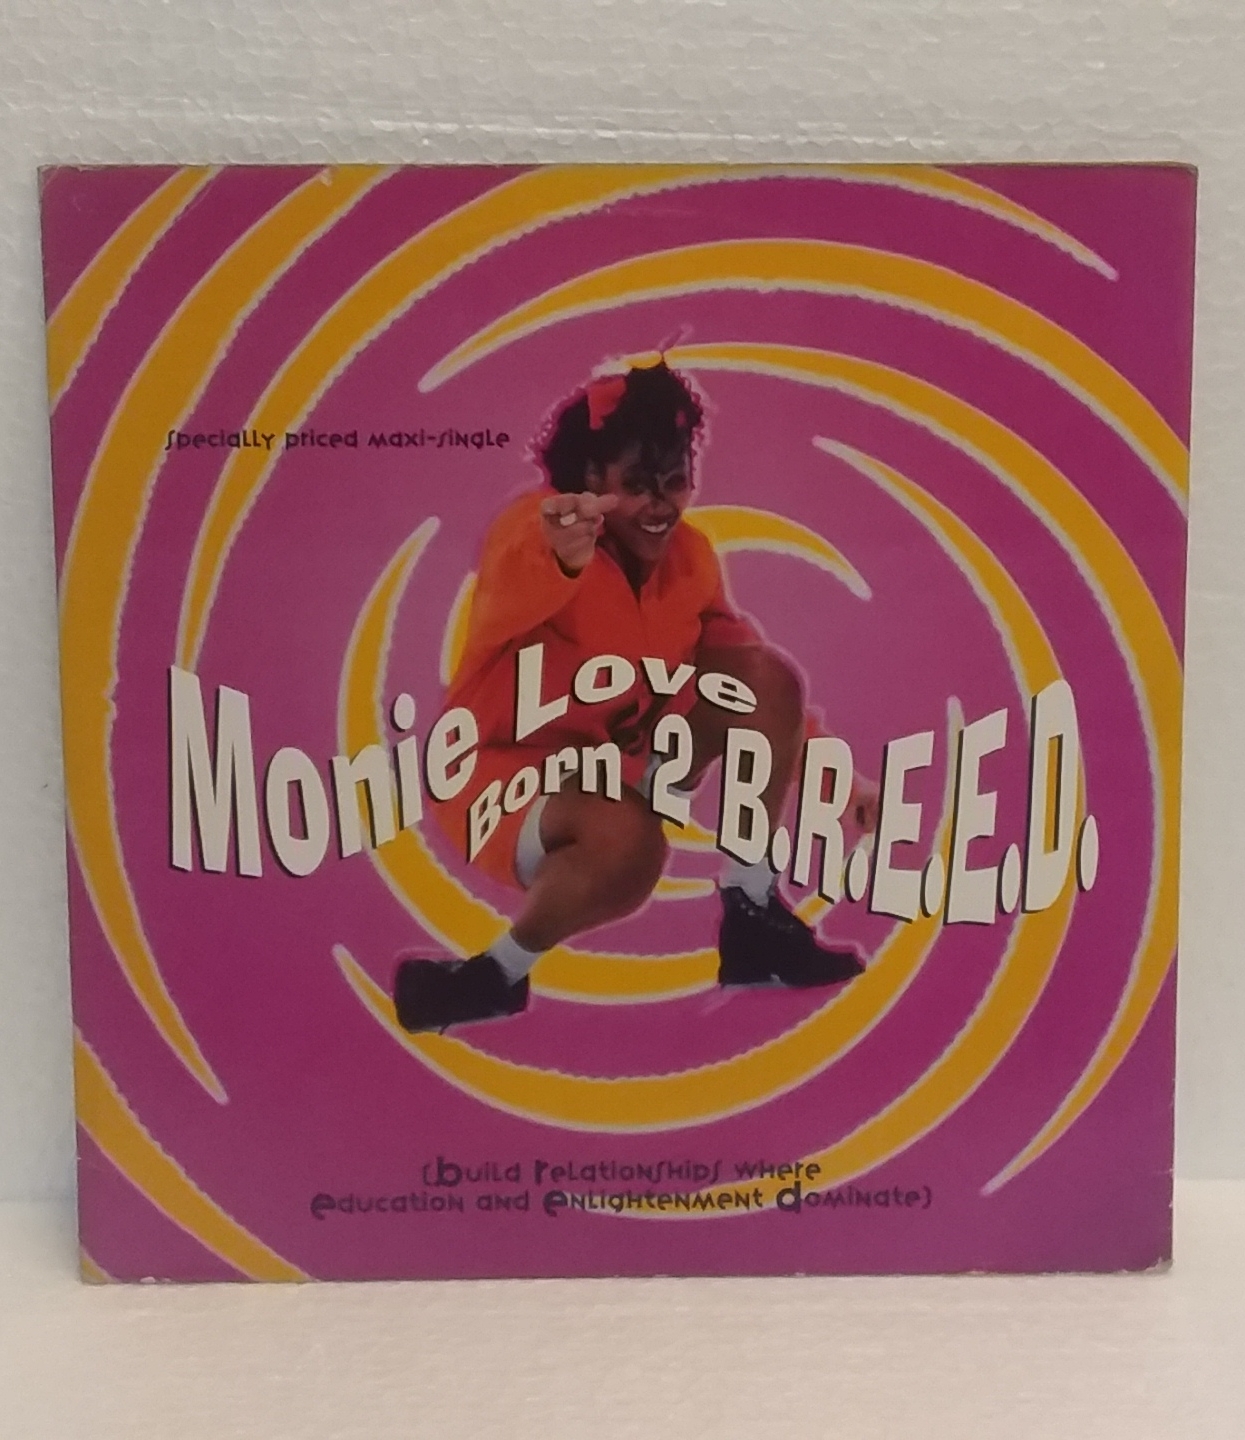 specially priced maxi-single
Monie Love
Born 2 B.R.E.E.D.
(build relationships where
education and enlightenment dominate)